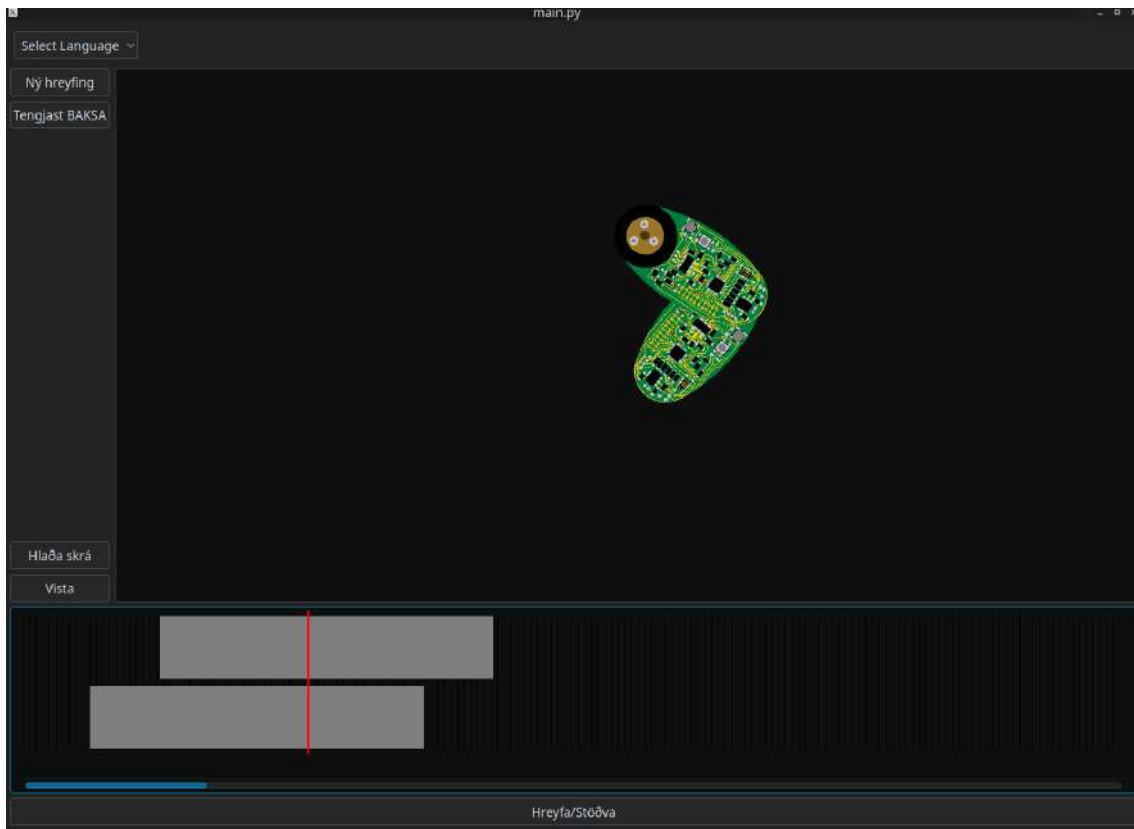 main.py
Select Language
Ný hreyfing
Tengjast BAKSA
Hlaða skrá
Vista
Hreyfa/Stöðva